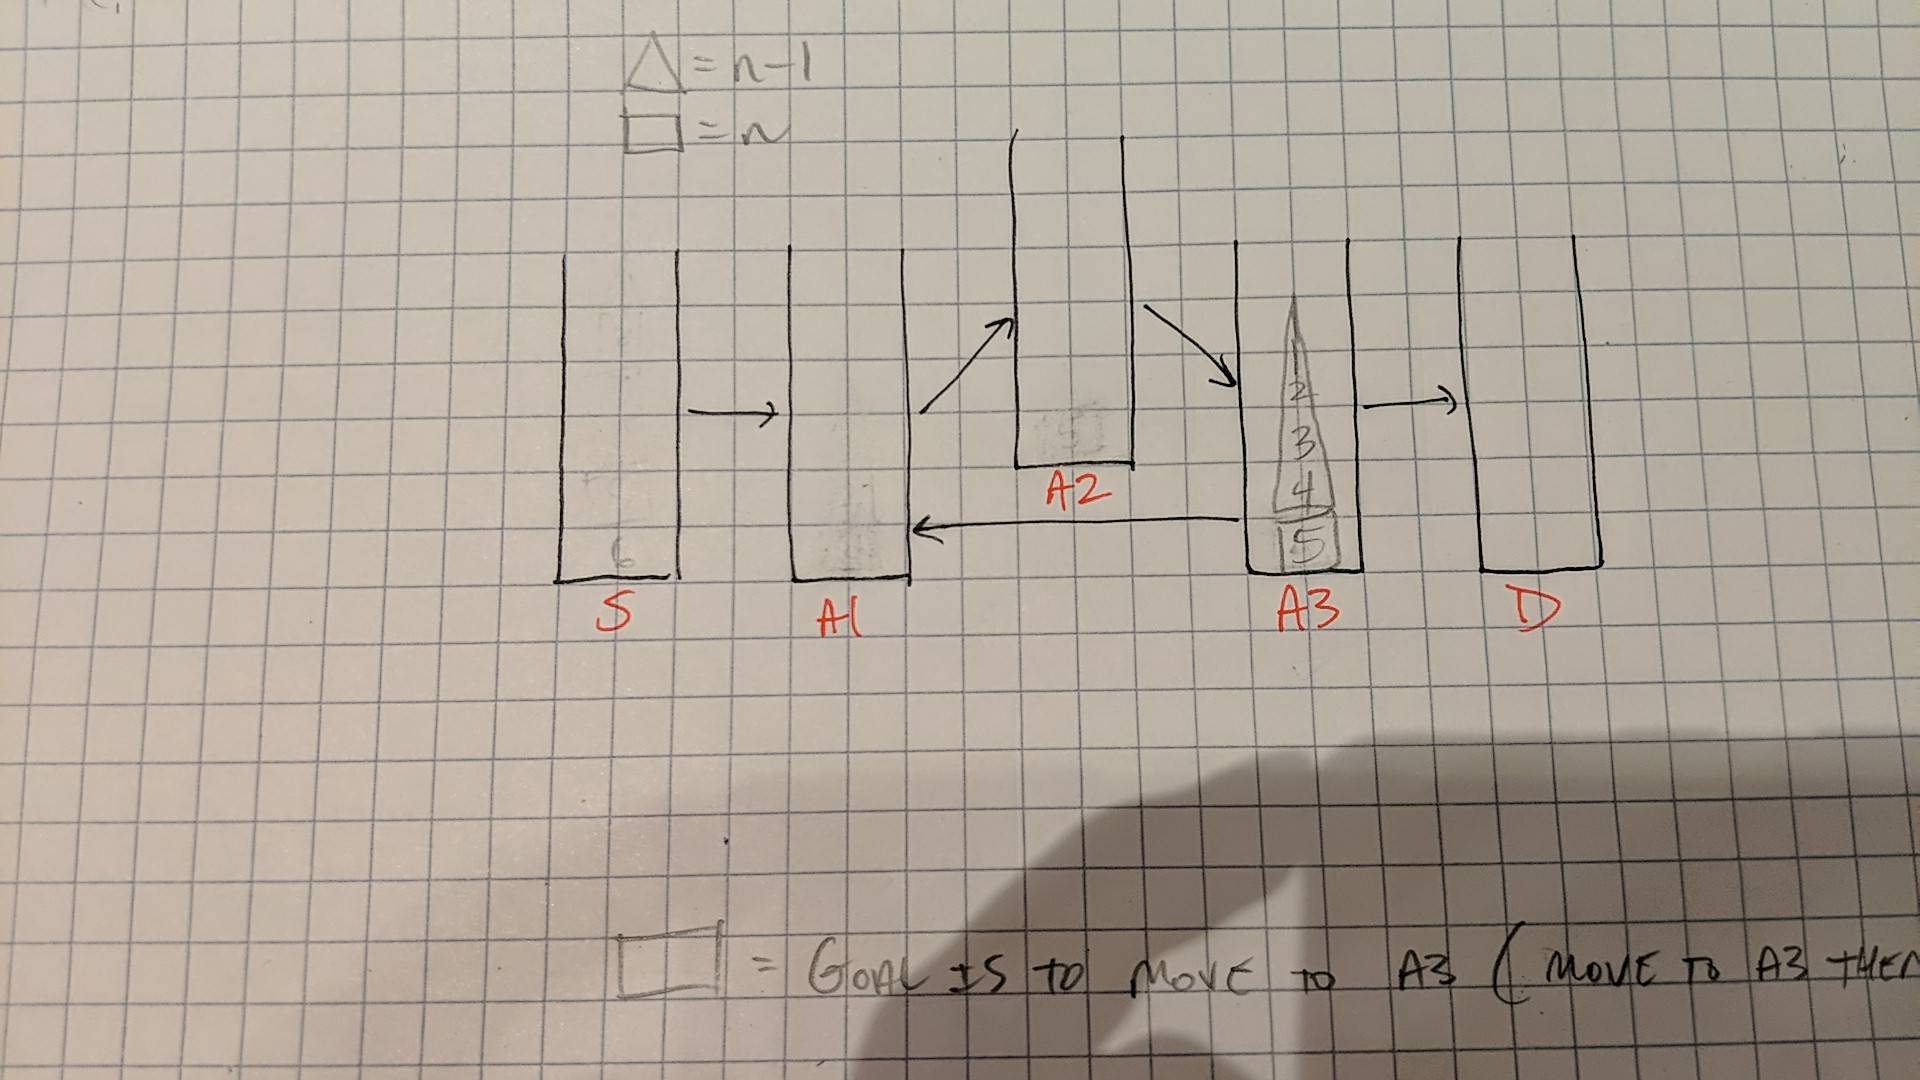 = n-1
= n
1
2
3
4
5
6
A2
S
A1
A3
D
= GOAL IS TO MOVE TO A3 (MOVE TO A3 THEN